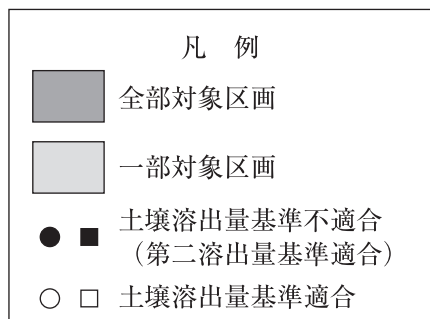 凡　例
全部対象区画
一部対象区画
土壌溶出量基準不適合
（第二溶出量基準適合）
土壌溶出量基準適合